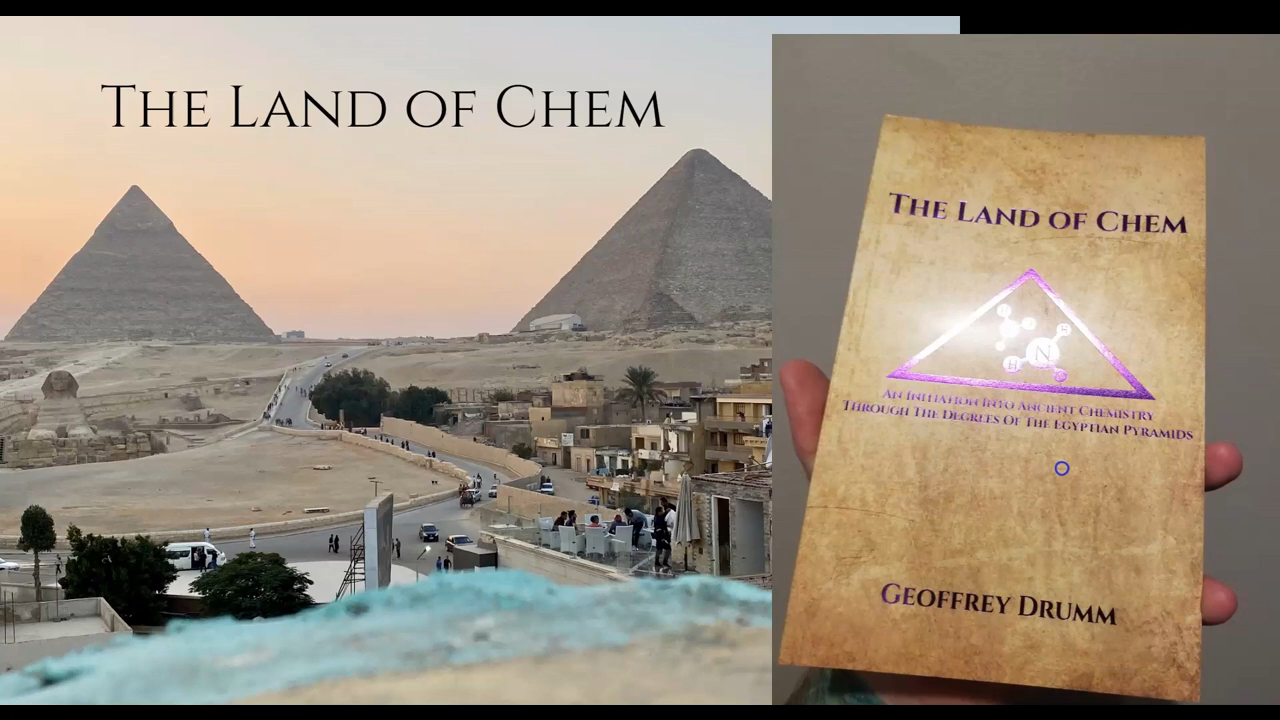 THE LAND OF CHEM
THE LAND OF CHEM
N
H
AN INITIATION INTO ANCIENT CHEMISTRY
THROUGH THE DEGREES OF THE EGYPTIAN PYRAMIDS
GEOFFREY DRUMM